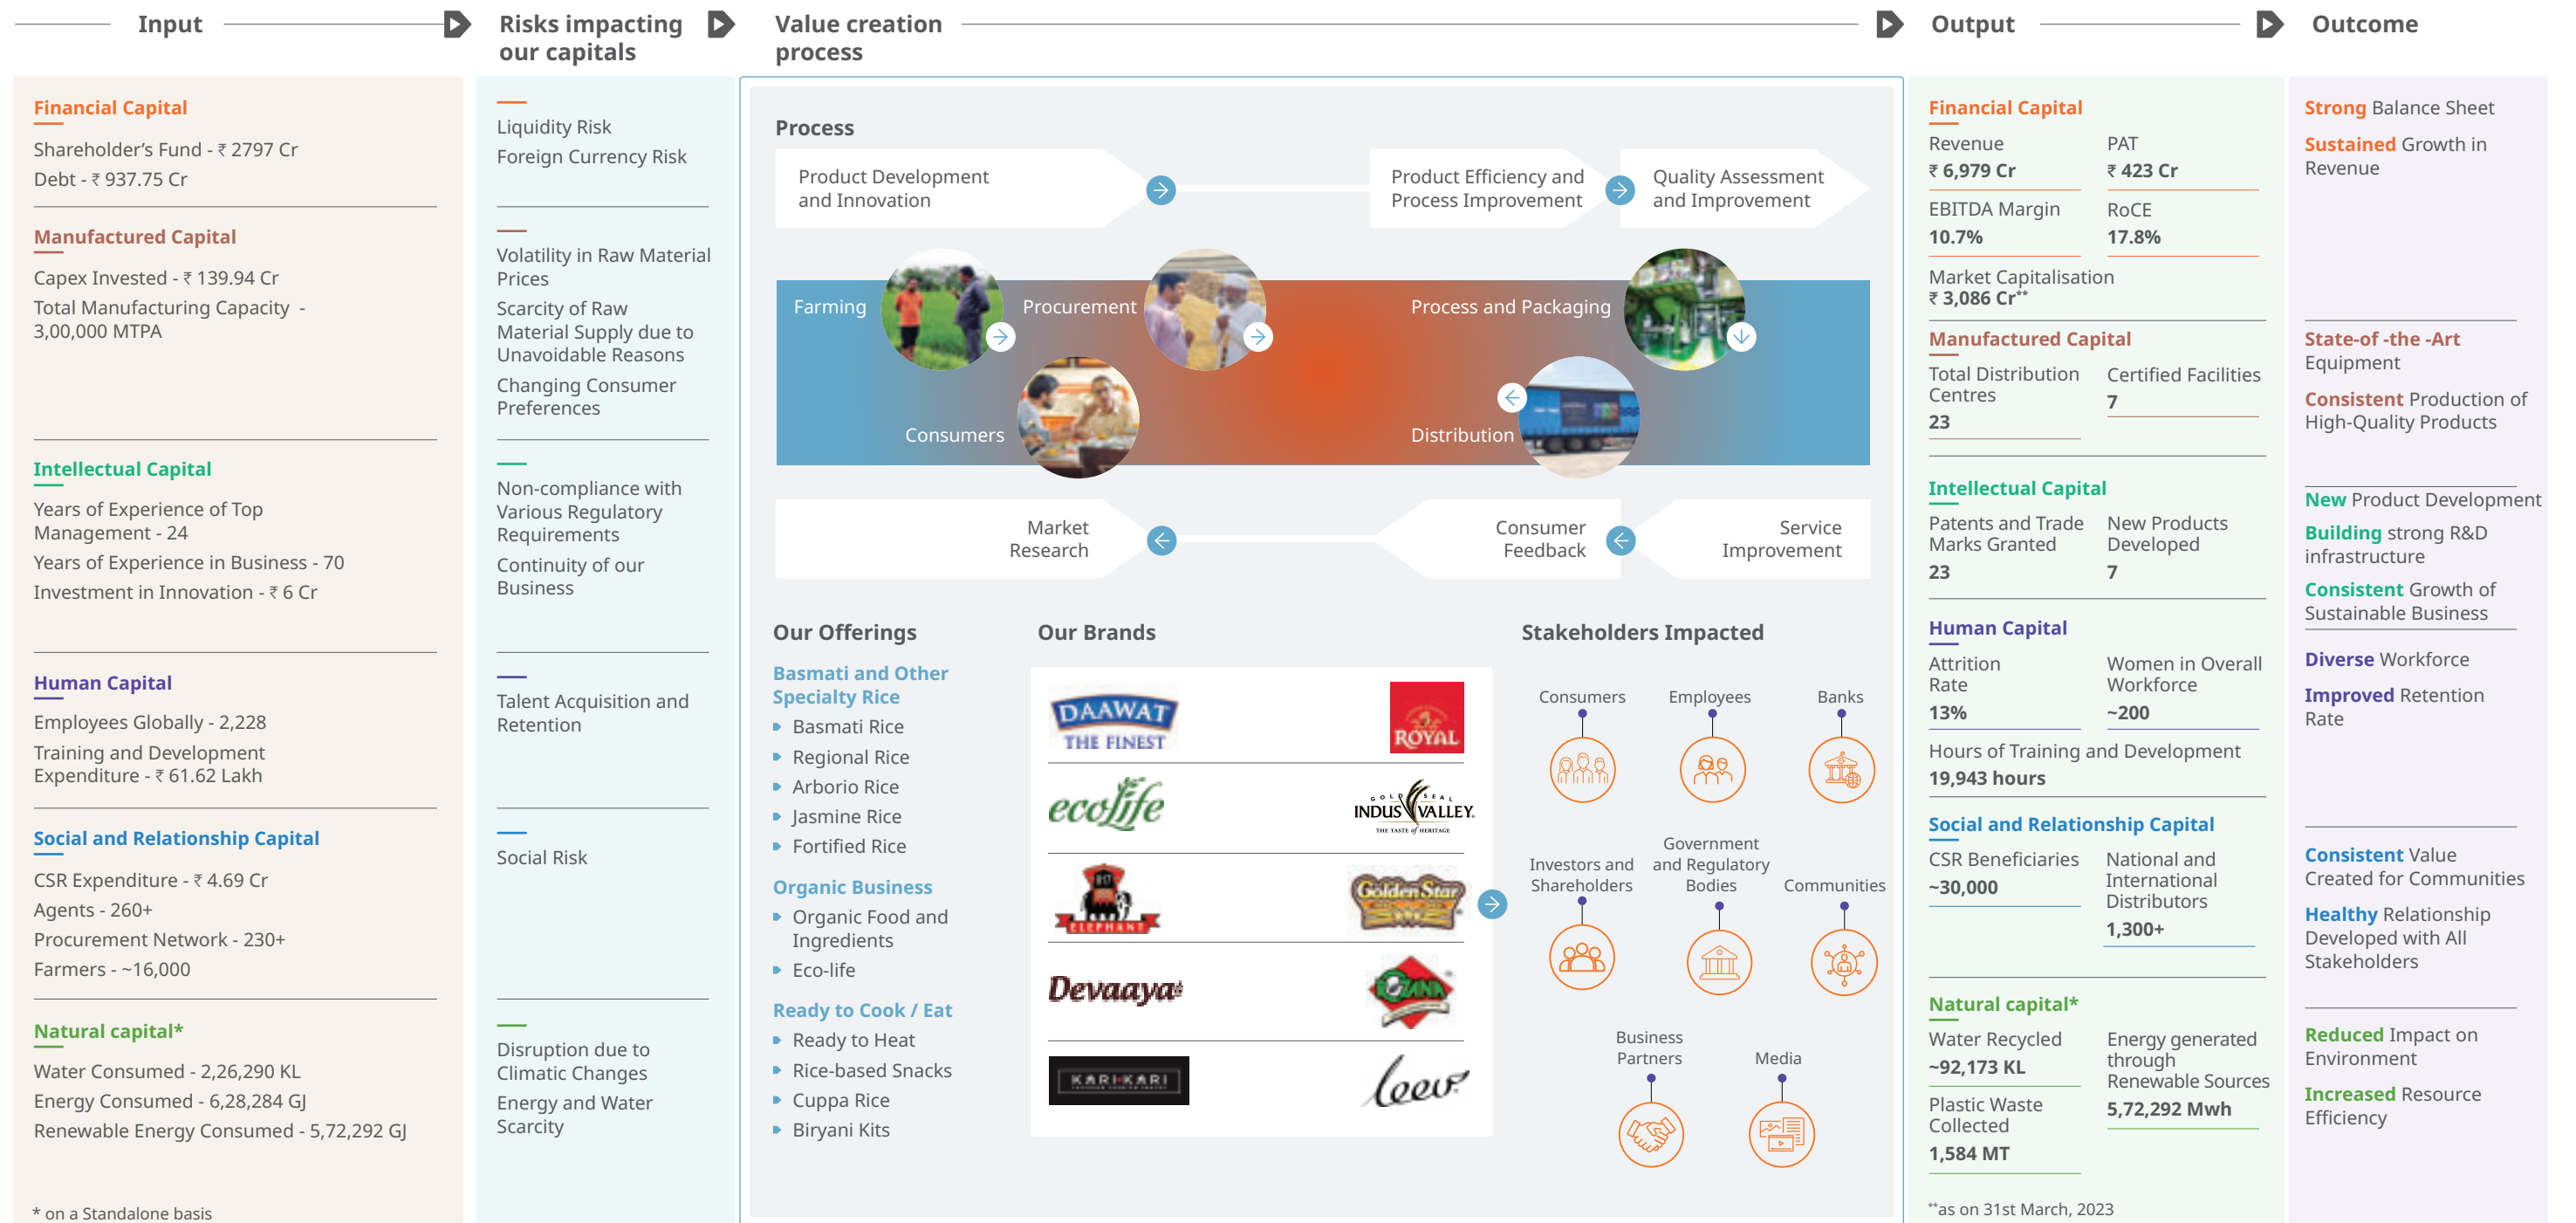 Input
Risks impacting
our capitals
Value creation
process
Output
Outcome
Financial Capital
Shareholder’s Fund - ₹ 2797 Cr
Debt - ₹ 937.75 Cr
Manufactured Capital
Capex Invested - ₹ 139.94 Cr
Total Manufacturing Capacity -
3,00,000 MTPA
Intellectual Capital
Years of Experience of Top
Management - 24
Years of Experience in Business - 70
Investment in Innovation - ₹ 6 Cr
Human Capital
Employees Globally - 2,228
Training and Development
Expenditure - ₹ 61.62 Lakh
Social and Relationship Capital
CSR Expenditure - ₹ 4.69 Cr
Agents - 260+
Procurement Network - 230+
Farmers - ~16,000
Natural capital*
Water Consumed - 2,26,290 KL
Energy Consumed - 6,28,284 GJ
Renewable Energy Consumed - 5,72,292 GJ
* on a Standalone basis
Liquidity Risk
Foreign Currency Risk
Volatility in Raw Material
Prices
Scarcity of Raw
Material Supply due to
Unavoidable Reasons
Changing Consumer
Preferences
Non-compliance with
Various Regulatory
Requirements
Continuity of our
Business
Talent Acquisition and
Retention
Social Risk
Disruption due to
Climatic Changes
Energy and Water
Scarcity
Process
Product Development
and Innovation
Product Efficiency and
Process Improvement
Quality Assessment
and Improvement
Farming
Procurement
Process and Packaging
Consumers
Distribution
Market
Research
Consumer
Feedback
Service
Improvement
Our Offerings
Basmati and Other
Specialty Rice
Basmati Rice
Regional Rice
Arborio Rice
Jasmine Rice
Fortified Rice
Organic Business
Organic Food and
Ingredients
Eco-life
Ready to Cook / Eat
Ready to Heat
Rice-based Snacks
Cuppa Rice
Biryani Kits
Our Brands
DAAWAT
THE FINEST
ROYAL
ecolife
GOLD SEAL
INDUS VALLEY
THE TASTE of HERITAGE
817
ELEPHANT
Golden Star
Devaaya
ROZANA
KARI KARI
Leev
Stakeholders Impacted
Consumers
Employees
Banks
Investors and
Shareholders
Government
and Regulatory
Bodies
Communities
Business
Partners
Media
Financial Capital
Revenue
₹ 6,979 Cr
PAT
₹ 423 Cr
EBITDA Margin
10.7%
RoCE
17.8%
Market Capitalisation
₹ 3,086 Cr**
Manufactured Capital
Total Distribution
Centres
23
Certified Facilities
7
Intellectual Capital
Patents and Trade
Marks Granted
23
New Products
Developed
7
Human Capital
Attrition
Rate
13%
Women in Overall
Workforce
~200
Hours of Training and Development
19,943 hours
Social and Relationship Capital
CSR Beneficiaries
~30,000
National and
International
Distributors
1,300+
Natural capital*
Water Recycled
~92,173 KL
Energy generated
through
Renewable Sources
5,72,292 Mwh
Plastic Waste
Collected
1,584 MT
**as on 31st March, 2023
Strong Balance Sheet
Sustained Growth in
Revenue
State-of -the -Art
Equipment
Consistent Production of
High-Quality Products
New Product Development
Building strong R&D
infrastructure
Consistent Growth of
Sustainable Business
Diverse Workforce
Improved Retention
Rate
Consistent Value
Created for Communities
Healthy Relationship
Developed with All
Stakeholders
Reduced Impact on
Environment
Increased Resource
Efficiency